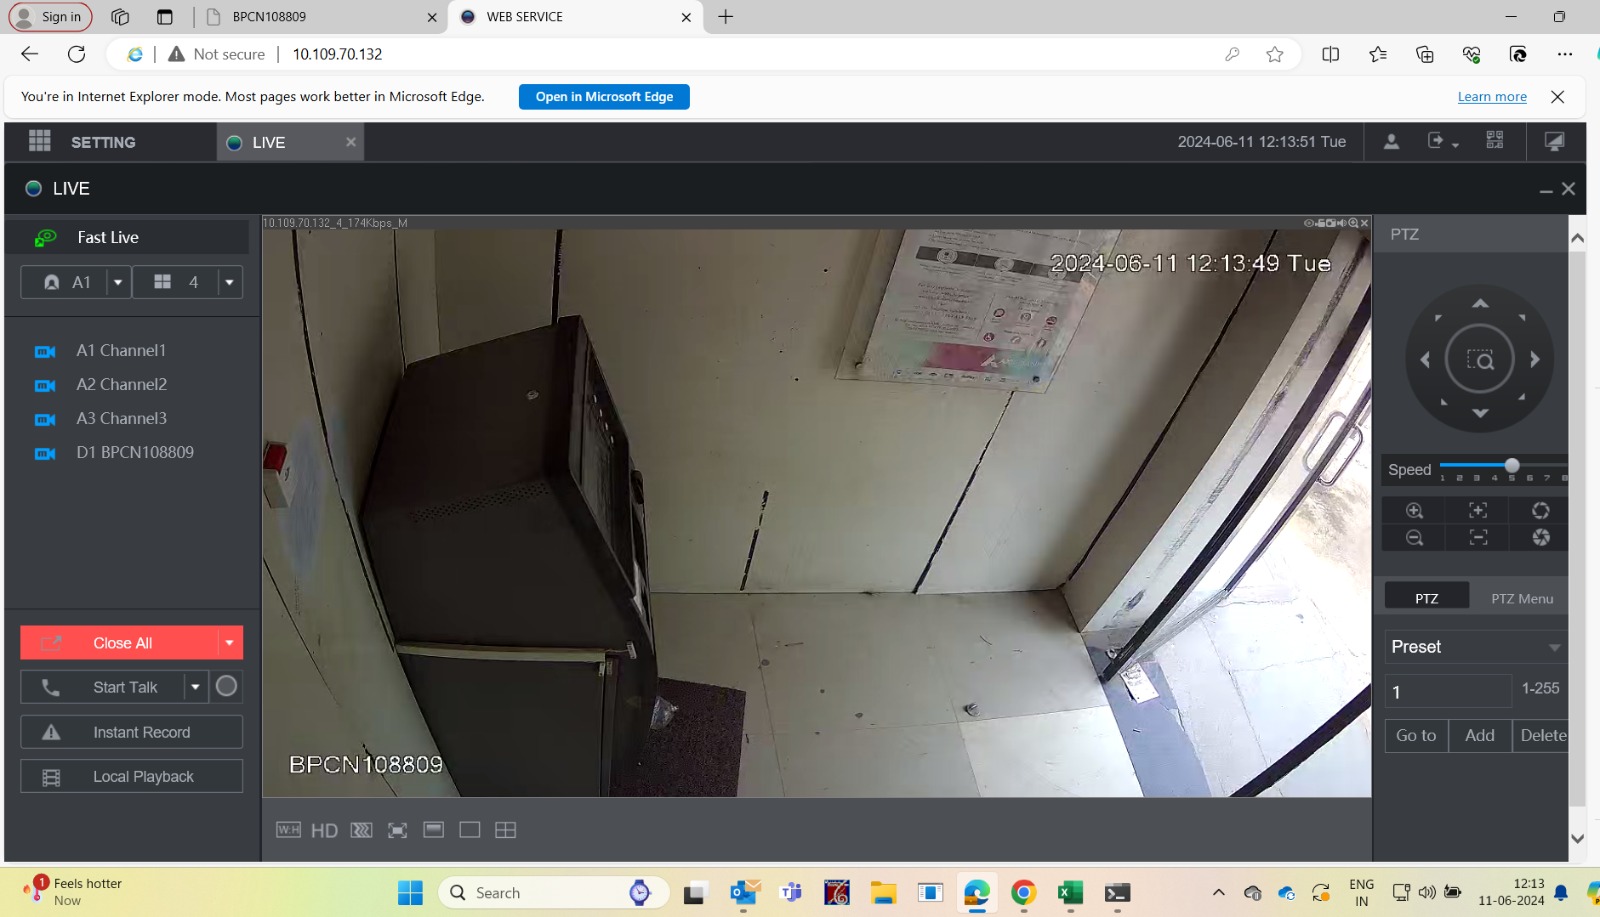 Sign in
BPCN108809
WEB SERVICE
Not secure
10.109.70.132
You're in Internet Explorer mode. Most pages work better in Microsoft Edge.
Open in Microsoft Edge
Learn more
SETTING
LIVE
2024-06-11 12:13:51 Tue
LIVE
Fast Live
A1
4
A1 Channel1
A2 Channel2
A3 Channel3
D1 BPCN108809
Close All
Start Talk
Instant Record
Local Playback
10.109.70.132_4_174Kbps_M
2024-06-11 12:13:49 Tue
BPCN108809
W:H
HD
PTZ
Speed
1 2 3 4 5 6 7 8
PTZ
PTZ Menu
Preset
1
1-255
Go to
Add
Delete
1
Feels hotter
Now
Search
ENG
IN
12:13
11-06-2024